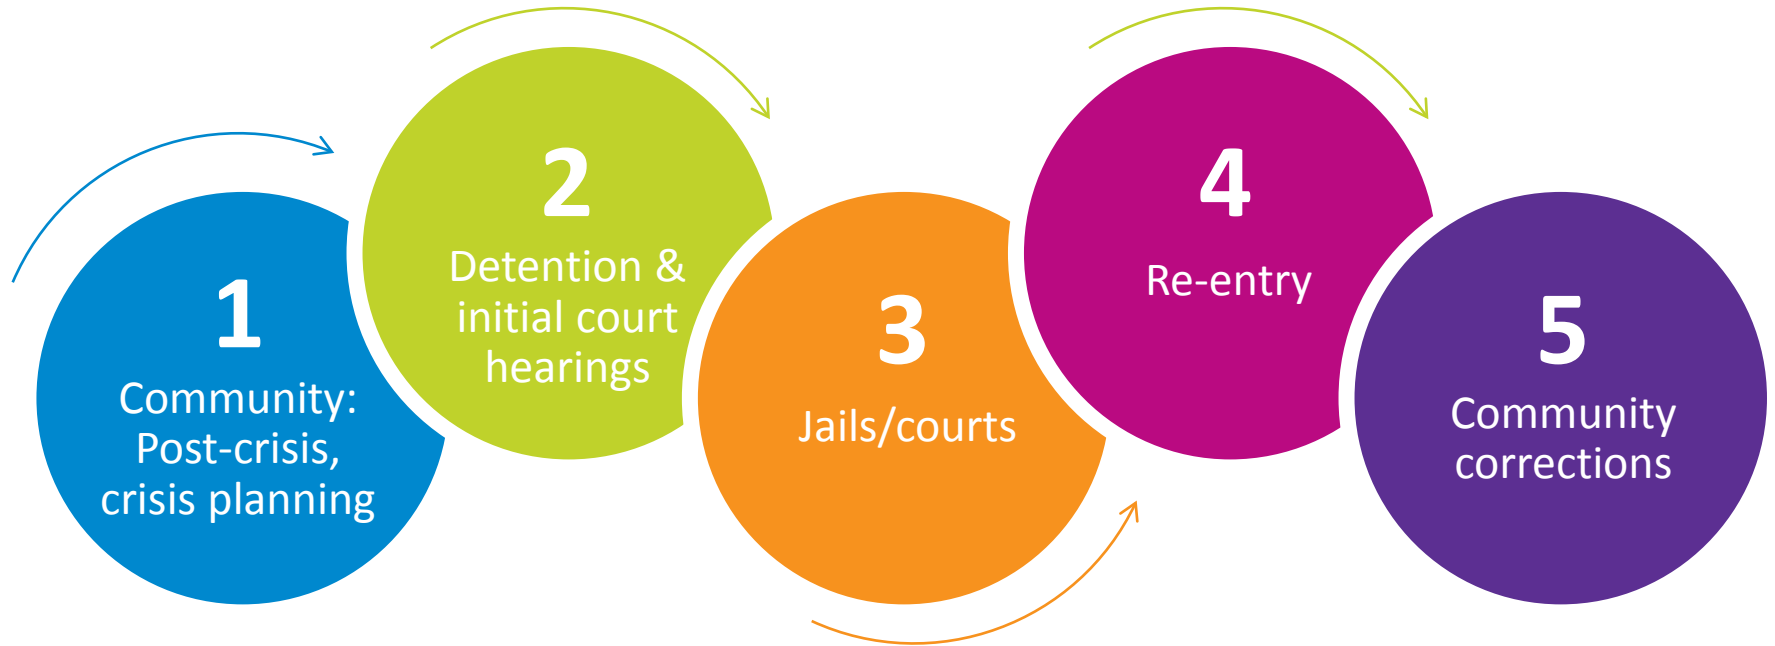 1
Community:
Post-crisis,
crisis planning
2
Detention &
initial court
hearings
3
Jails/courts
4
Re-entry
5
Community
corrections